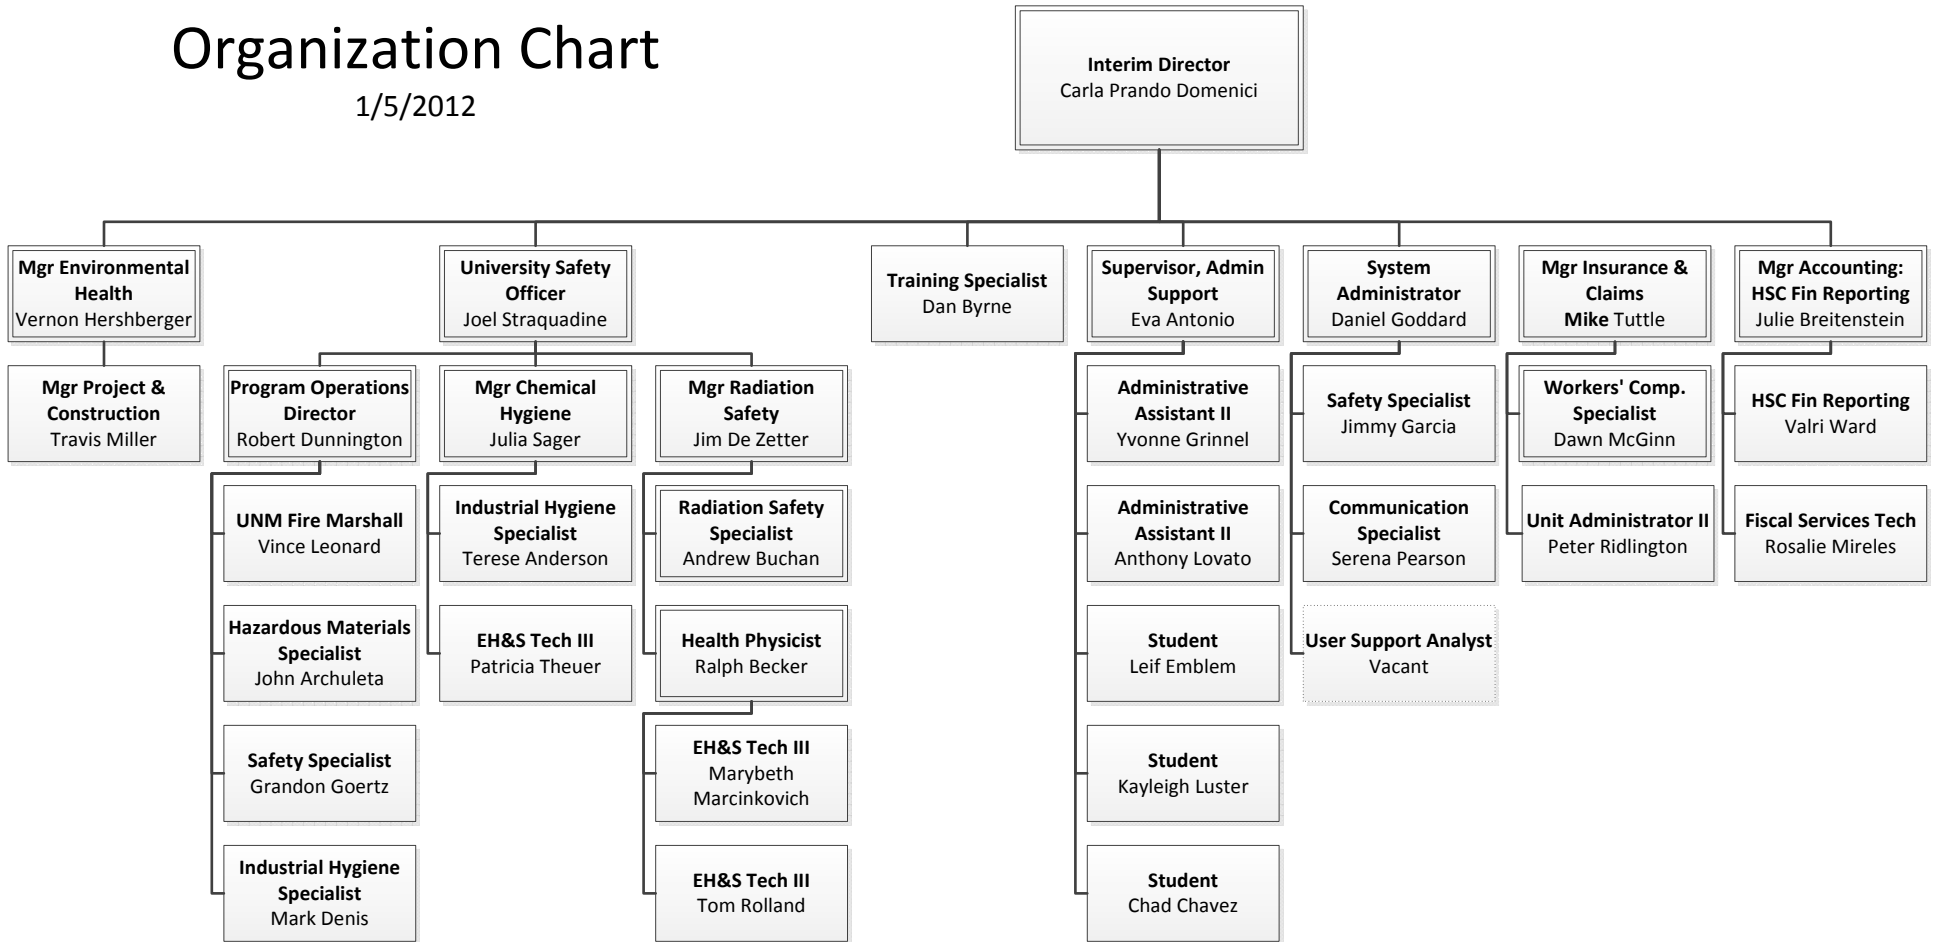 Organization Chart
1/5/2012
Interim Director
Carla Prando Domenici
Mgr Environmental
Health
Vernon Hershberger
University Safety
Officer
Joel Straquadine
Training Specialist
Dan Byrne
Supervisor, Admin
Support
Eva Antonio
System
Administrator
Daniel Goddard
Mgr Insurance &
Claims
Mike Tuttle
Mgr Accounting:
HSC Fin Reporting
Julie Breitenstein
Mgr Project &
Construction
Travis Miller
Program Operations
Director
Robert Dunnington
Mgr Chemical
Hygiene
Julia Sager
Mgr Radiation
Safety
Jim De Zetter
Administrative
Assistant II
Yvonne Grinnel
Safety Specialist
Jimmy Garcia
Workers' Comp.
Specialist
Dawn McGinn
HSC Fin Reporting
Valri Ward
UNM Fire Marshall
Vince Leonard
Industrial Hygiene
Specialist
Terese Anderson
Radiation Safety
Specialist
Andrew Buchan
Administrative
Assistant II
Anthony Lovato
Communication
Specialist
Serena Pearson
Unit Administrator II
Peter Ridlington
Fiscal Services Tech
Rosalie Mireles
Hazardous Materials
Specialist
John Archuleta
EH&S Tech III
Patricia Theuer
Health Physicist
Ralph Becker
Student
Leif Emblem
User Support Analyst
Vacant
Safety Specialist
Grandon Goertz
EH&S Tech III
Marybeth
Marcinkovich
Student
Kayleigh Luster
Industrial Hygiene
Specialist
Mark Denis
EH&S Tech III
Tom Rolland
Student
Chad Chavez